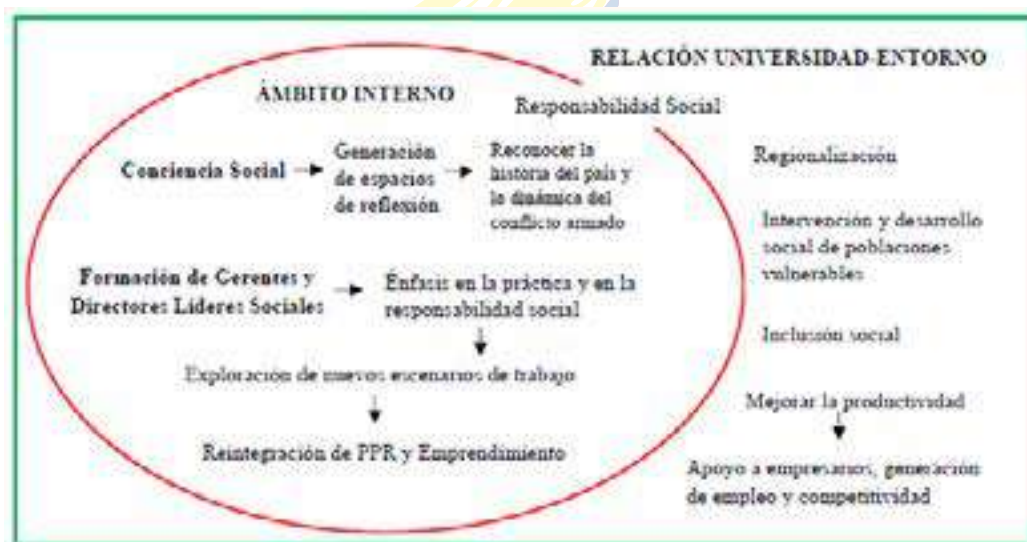 RELACIÓN UNIVERSIDAD-ENTORNO
ÁMBITO INTERNO
Responsabilidad Social
Conciencia Social
Generación
de espacios
de reflexión
Reconocer la
historia del país y
la dinámica del
conflicto armado
Formación de Gerentes y
Directores Líderes Sociales
Énfasis en la práctica y en la
responsabilidad social
Exploración de nuevos escenarios de trabajo
Reintegración de PPR y Emprendimiento
Regionalización
Intervención y desarrollo
social de poblaciones
vulnerables
Inclusión social
Mejorar la productividad
Apoyo a empresarios, generación
de empleo y competitividad